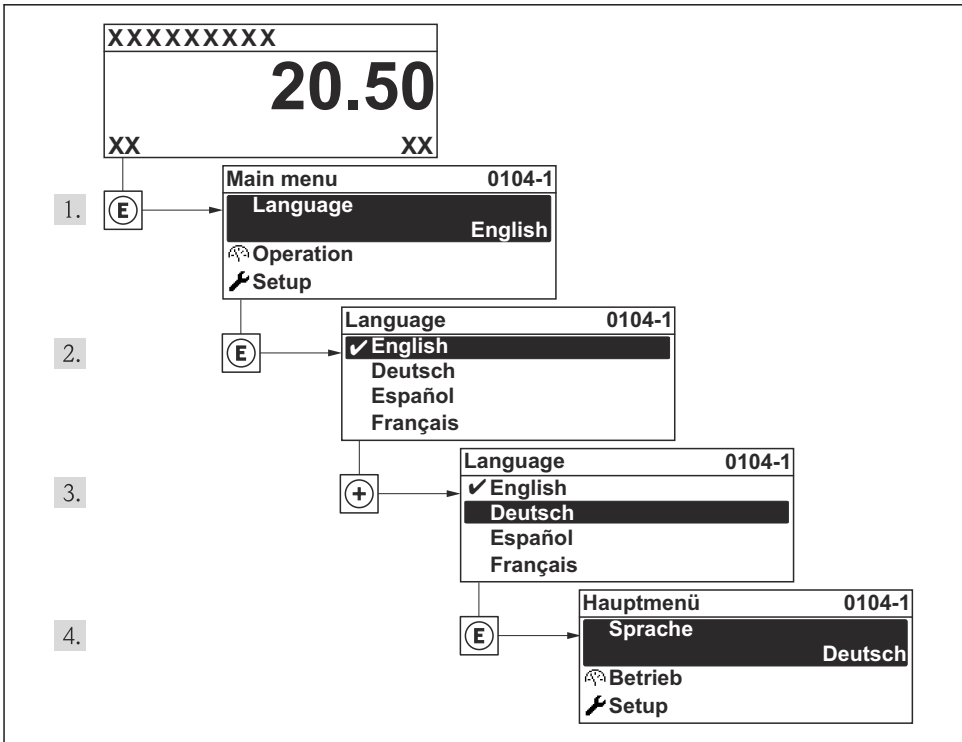 XXXXXXXXX
20.50
XX XX
Main menu 0104-1
1. E
Language
English
Operation
Setup
Language 0104-1
2. E
✔ English
Deutsch
Español
Français
Language 0104-1
3. +
✔ English
Deutsch
Español
Français
Hauptmenü 0104-1
4. E
Sprache
Deutsch
Betrieb
Setup